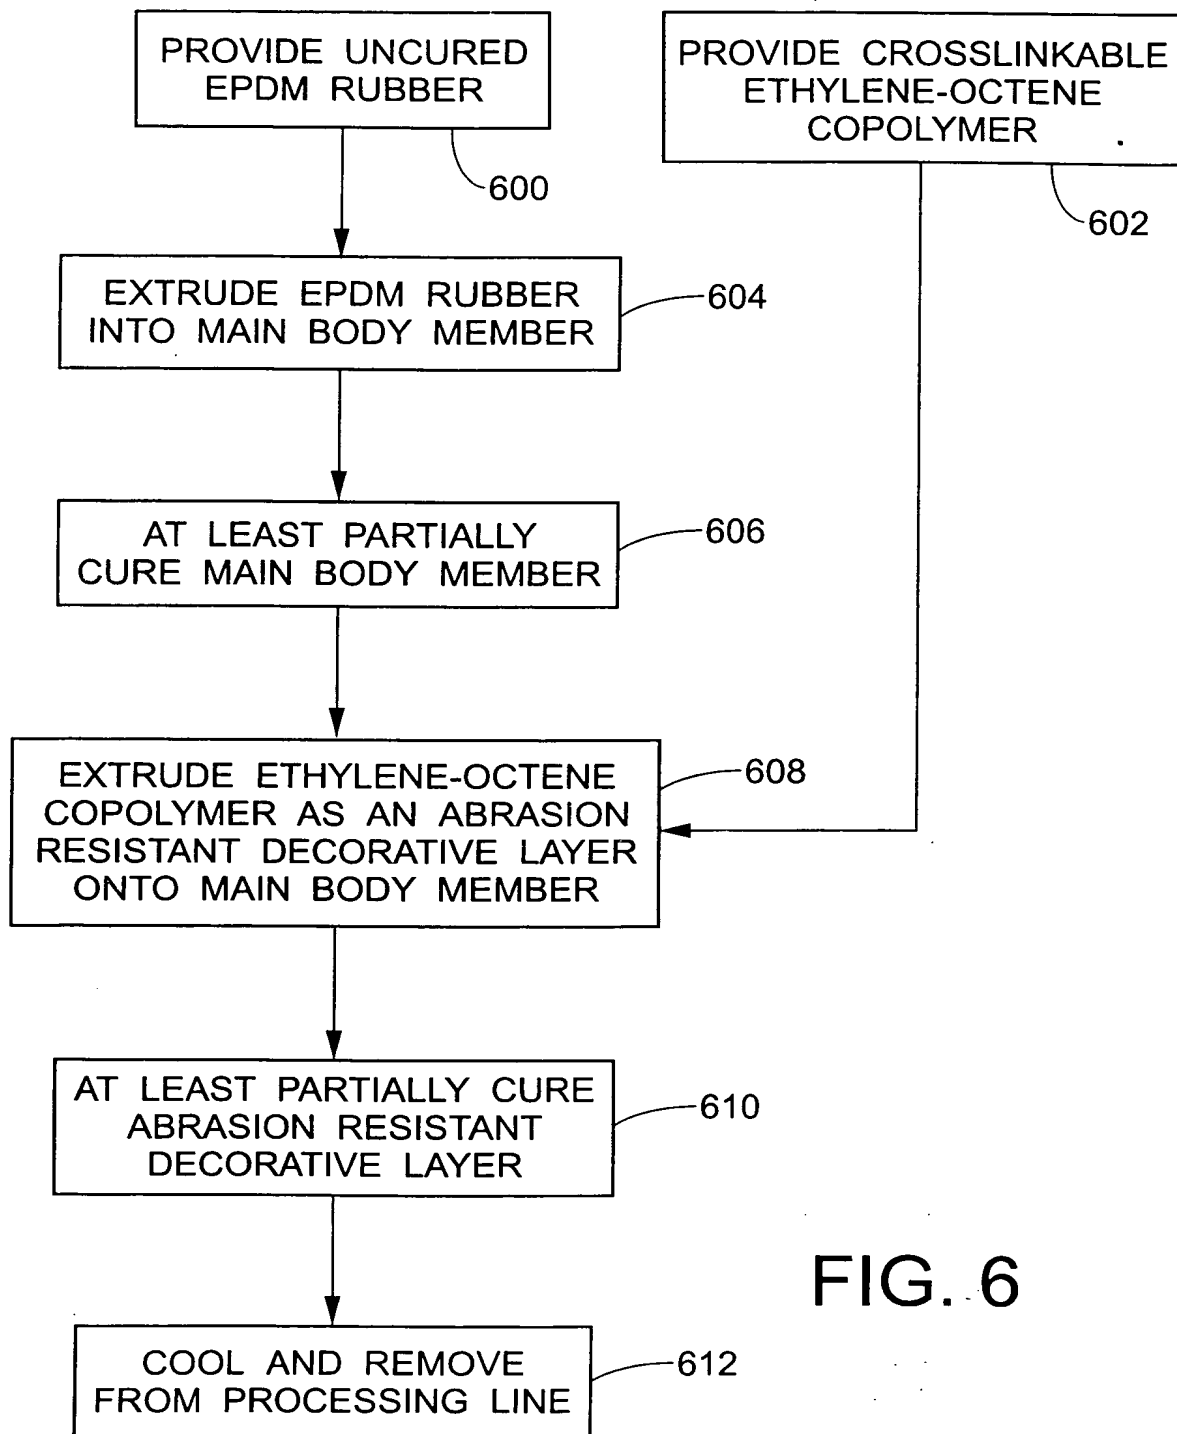 PROVIDE UNCURED
EPDM RUBBER
600
PROVIDE CROSSLINKABLE
ETHYLENE-OCTENE
COPOLYMER
602
EXTRUDE EPDM RUBBER
INTO MAIN BODY MEMBER
604
AT LEAST PARTIALLY
CURE MAIN BODY MEMBER
606
EXTRUDE ETHYLENE-OCTENE
COPOLYMER AS AN ABRASION
RESISTANT DECORATIVE LAYER
ONTO MAIN BODY MEMBER
608
AT LEAST PARTIALLY CURE
ABRASION RESISTANT
DECORATIVE LAYER
610
COOL AND REMOVE
FROM PROCESSING LINE
612
FIG. 6